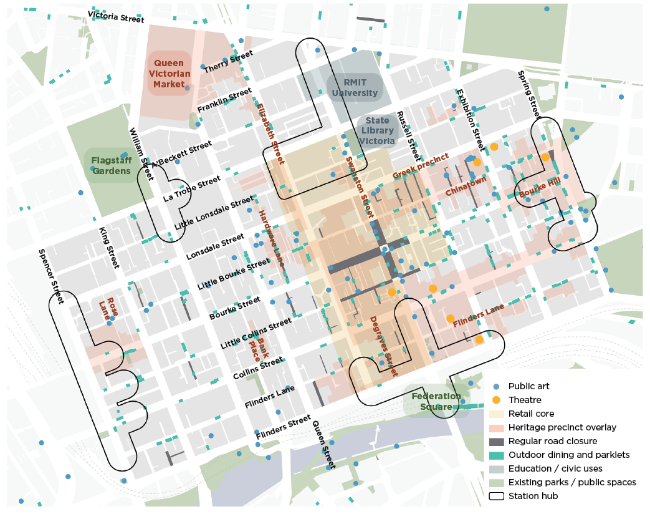 Victoria Street
Queen
Victorian
Market
Therry Street
Franklin Street
RMIT
University
State
Library
Victoria
Elizabeth Street
Spring Street
Exhibition Street
Russell Street
William Street
A'Beckett Street
Flagstaff
Gardens
La Trobe Street
Little Lonsdale Street
Swanston Street
Greek precinct
Chinatown
Bourke Hill
King Street
Lonsdale Street
Hardware Lane
Spencer Street
Little Bourke Street
Rose
Lane
Bourke Street
Little Collins Street
Bank
Place
Collins Street
Degraves Street
Flinders Lane
Flinders Lane
Federation
Square
Flinders Street
Queen Street
Public art
Theatre
Retail core
Heritage precinct overlay
Regular road closure
Outdoor dining and parklets
Education / civic uses
Existing parks / public spaces
Station hub